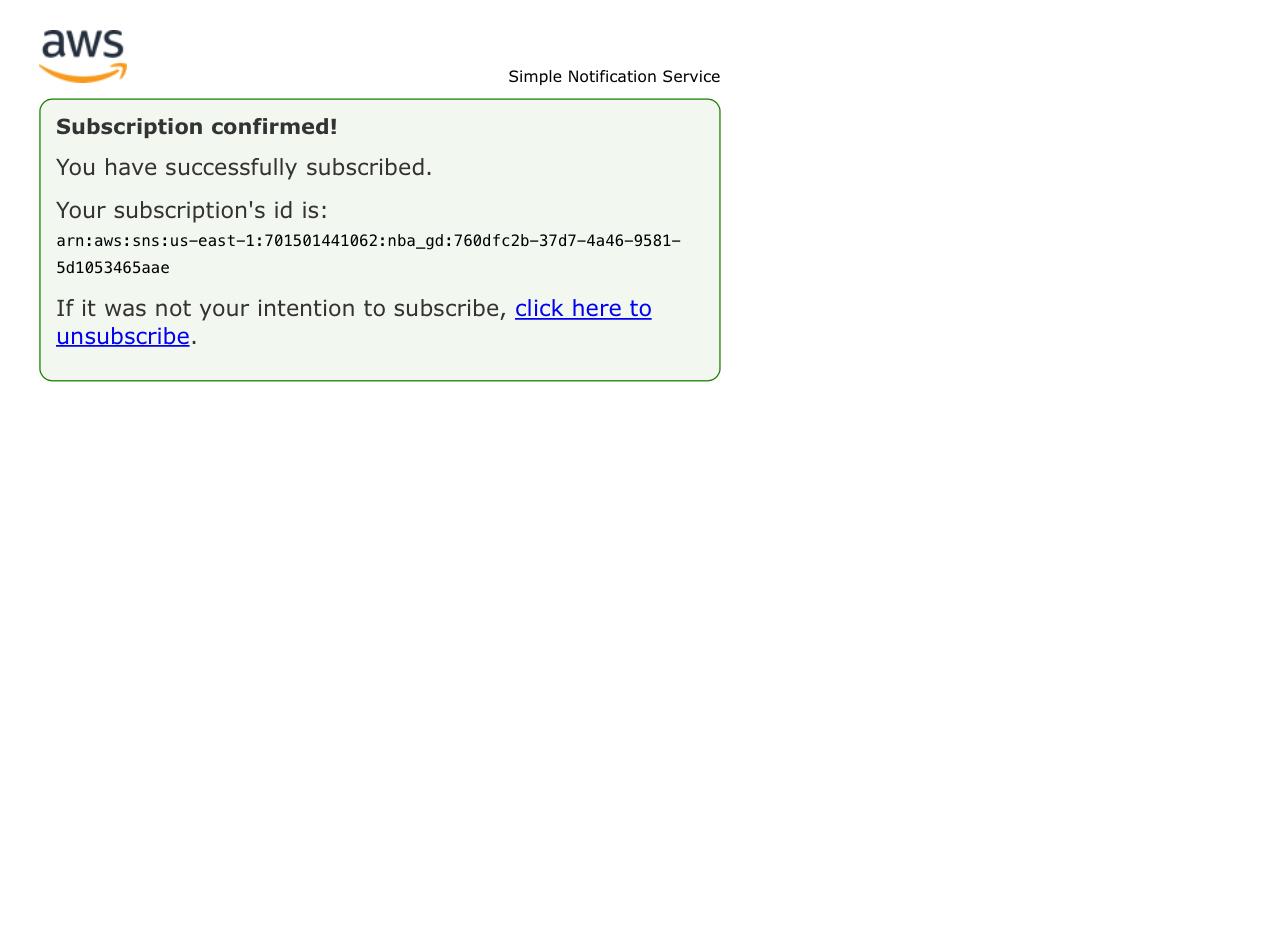 aws
Simple Notification Service
Subscription confirmed!
You have successfully subscribed.
Your subscription's id is:
arn:aws:sns:us-east-1:701501441062:nba_gd:760dfc2b-37d7-4a46-9581-
5d1053465aae
If it was not your intention to subscribe, click here to
unsubscribe.